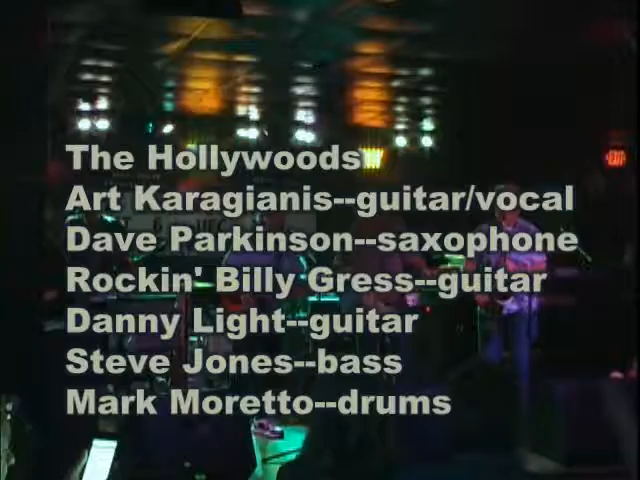 The Hollywoods
Art Karagianis--guitar/vocal
Dave Parkinson--saxophone
Rockin' Billy Gress--guitar
Danny Light--guitar
Steve Jones--bass
Mark Moretto--drums
EXIT